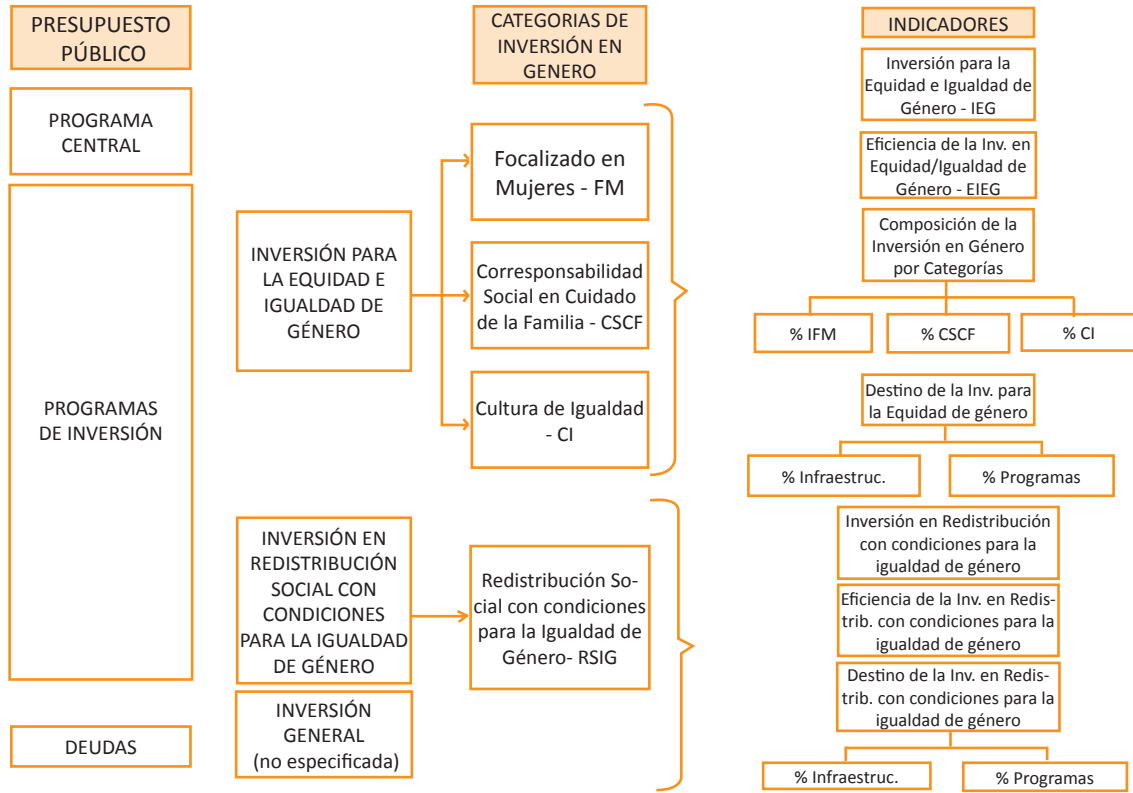 PRESUPUESTO
PÚBLICO
PROGRAMA
CENTRAL
PROGRAMAS
DE INVERSIÓN
DEUDAS
INVERSIÓN PARA
LA EQUIDAD E
IGUALDAD DE
GÉNERO
INVERSIÓN EN
REDISTRIBUCIÓN
SOCIAL CON
CONDICIONES
PARA LA IGUALDAD
DE GÉNERO
INVERSIÓN
GENERAL
(no especificada)
CATEGORIAS DE
INVERSIÓN EN
GENERO
Focalizado en
Mujeres - FM
Corresponsabilidad
Social en Cuidado
de la Familia - CSCF
Cultura de Igualdad
- CI
Redistribución So-
cial con condiciones
para la Igualdad de
Género- RSIG
INDICADORES
Inversión para la
Equidad e Igualdad de
Género - IEG
Eficiencia de la Inv. en
Equidad/Igualdad de
Género - EIEG
Composición de la
Inversión en Género
por Categorías
% IFM
% CSCF
% CI
Destino de la Inv. para
la Equidad de género
% Infraestruc.
% Programas
Inversión en Redistribución
con condiciones para la
igualdad de género
Eficiencia de la Inv. en Redis-
trib. con condiciones para la
igualdad de género
Destino de la Inv. en Redis-
trib. con condiciones para la
igualdad de género
% Infraestruc.
% Programas